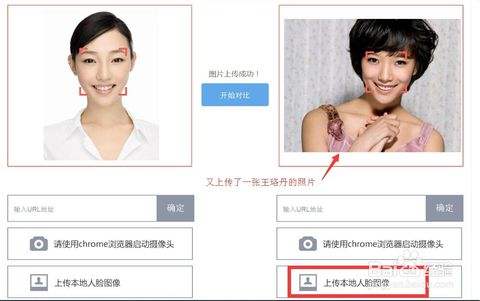 图片上传成功！
开始对比
又上传了一张王珞丹的照片
输入URL地址
确定
输入URL地址
确定
请使用chrome浏览器启动摄像头
请使用chrome浏览器启动摄像头
上传本地人脸图像
上传本地人脸图像